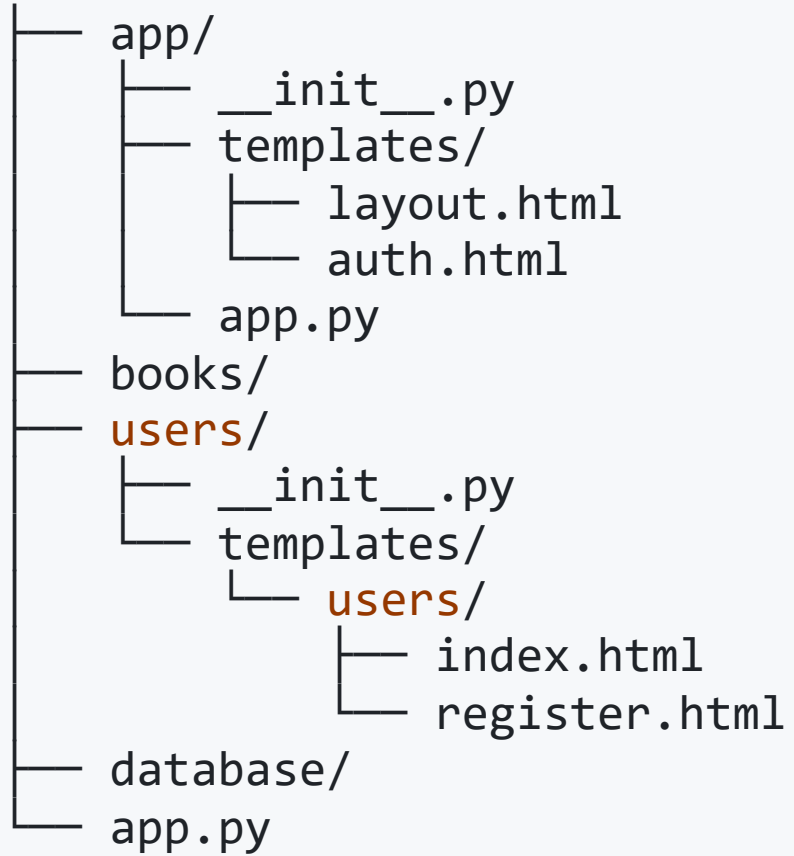 ├── app/
│   ├── __init__.py
│   ├── templates/
│   │   ├── layout.html
│   │   └── auth.html
│   └── app.py
├── books/
├── users/
│   ├── __init__.py
│   └── templates/
│       └── users/
│           ├── index.html
│           └── register.html
├── database/
└── app.py